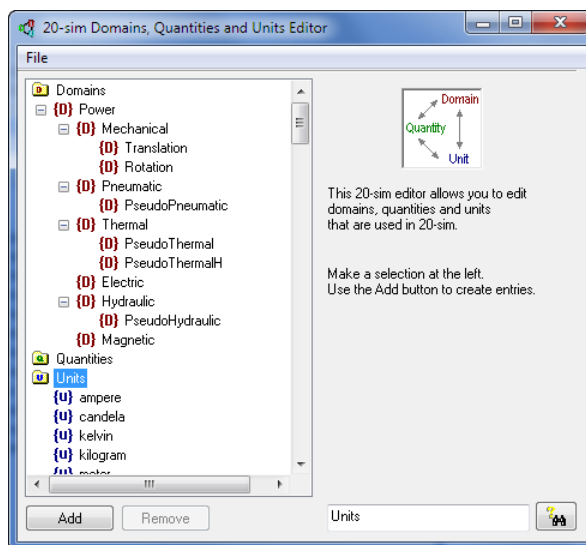 20-sim Domains, Quantities and Units Editor
File
Domains
{D} Power
{D} Mechanical
{D} Translation
{D} Rotation
{D} Pneumatic
{D} PseudoPneumatic
{D} Thermal
{D} PseudoThermal
{D} PseudoThermalH
{D} Electric
{D} Hydraulic
{D} PseudoHydraulic
{D} Magnetic
Quantities
Units
{u} ampere
{u} candela
{u} kelvin
{u} kilogram
{u} meter
Add
Remove
Domain
Quantity
Unit
This 20-sim editor allows you to edit
domains, quantities and units
that are used in 20-sim.
Make a selection at the left.
Use the Add button to create entries.
Units